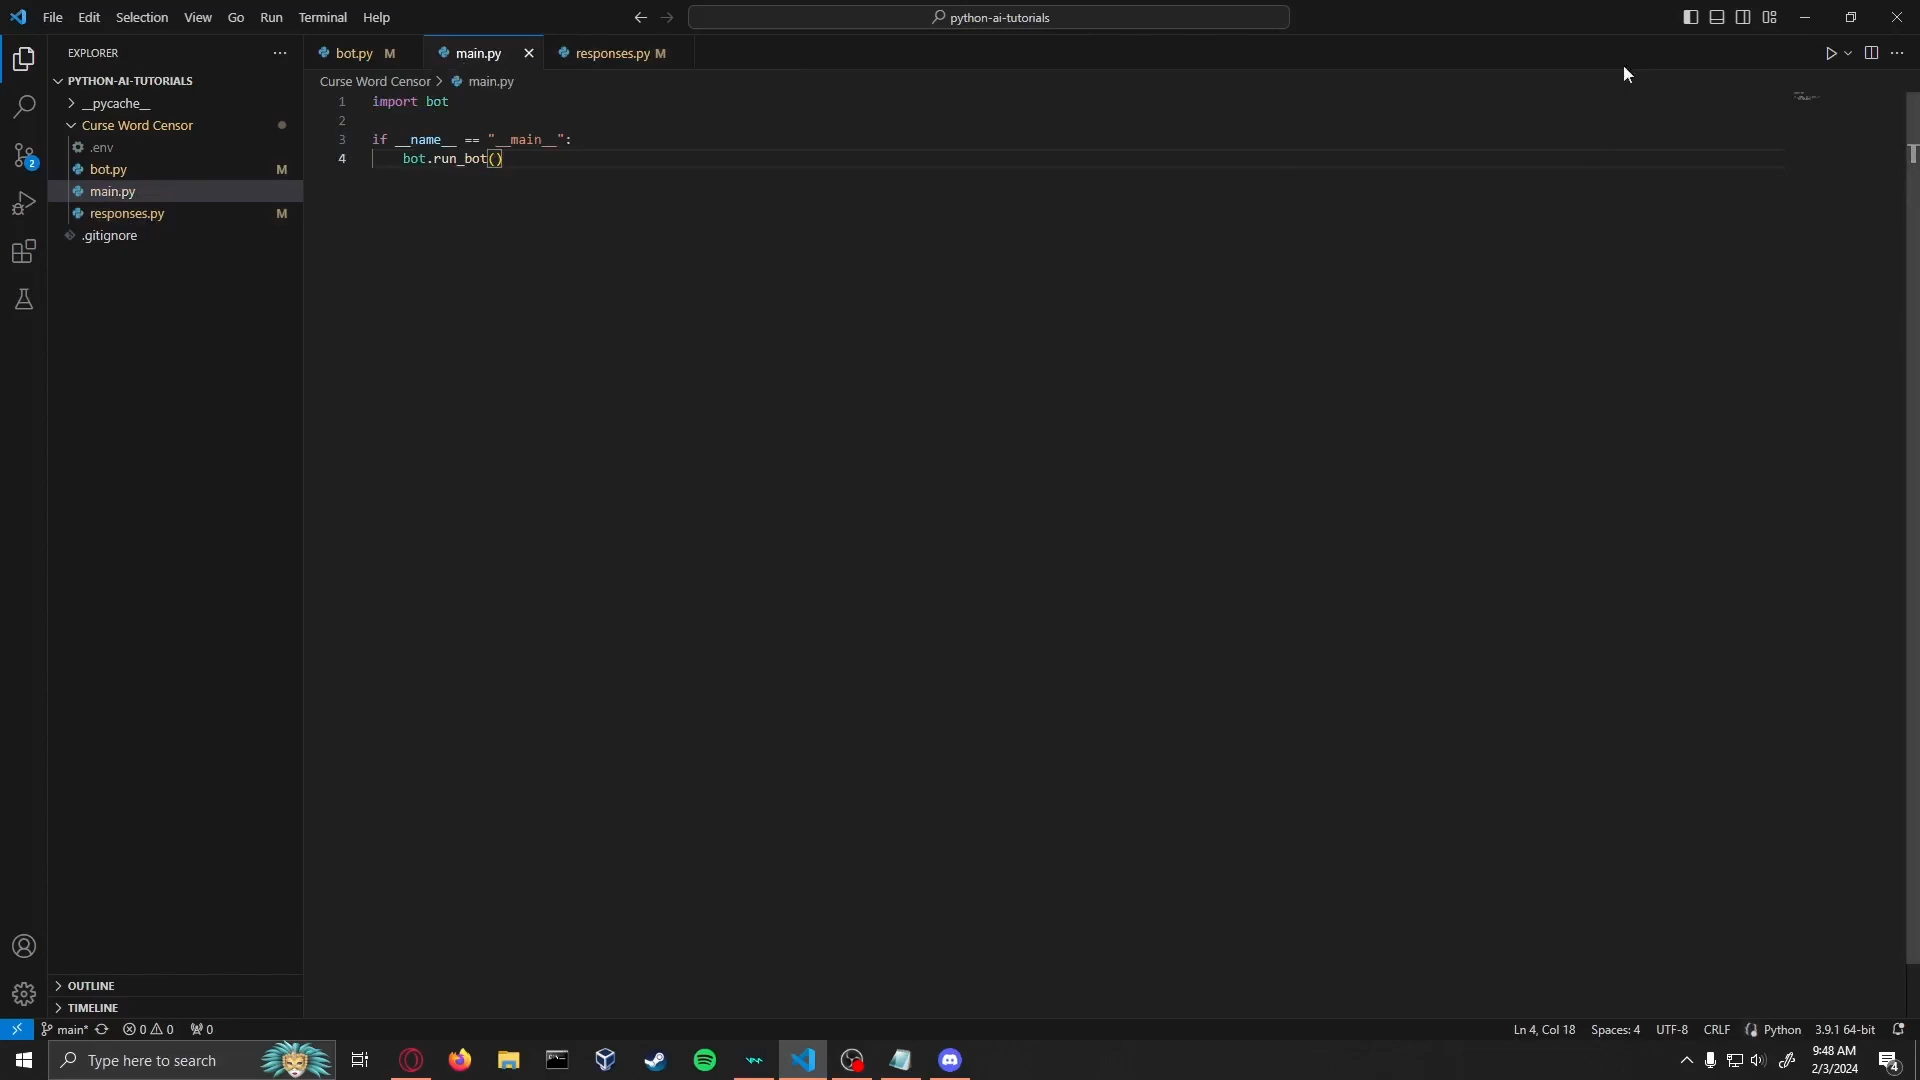 File Edit Selection View Go Run Terminal Help
python-ai-tutorials
EXPLORER
PYTHON-AI-TUTORIALS
__pycache__
Curse Word Censor
.env
bot.py M
main.py
responses.py M
.gitignore
OUTLINE
TIMELINE
bot.py M
main.py
responses.py M
Curse Word Censor > main.py
1 import bot
2
3 if __name__ == "__main__":
4 bot.run_bot()
2
main* 0 0 0
Ln 4, Col 18 Spaces: 4 UTF-8 CRLF Python 3.9.1 64-bit
Type here to search
9:48 AM
2/3/2024
4